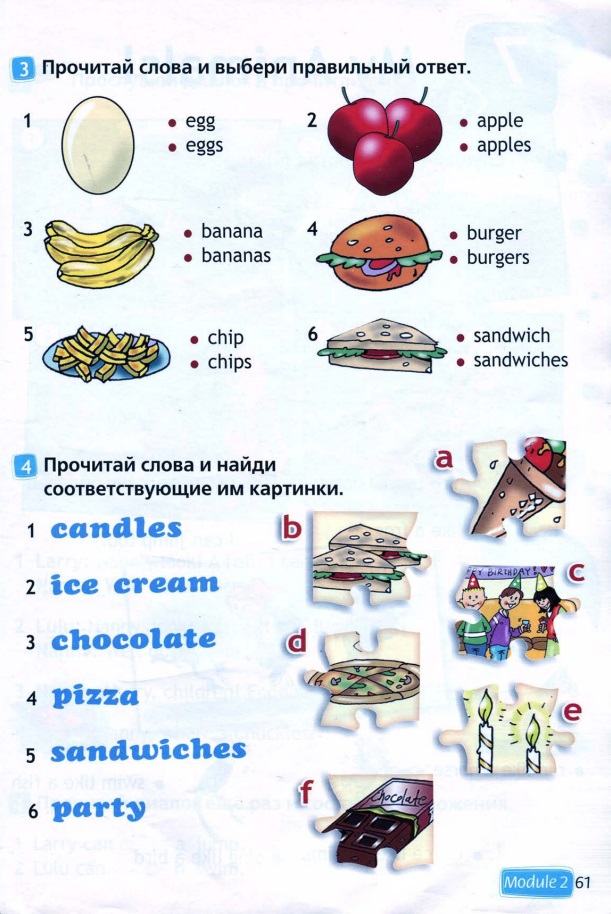 3 Прочитай слова и выбери правильный ответ.
1
• egg
• eggs
2
• apple
• apples
3
• banana
• bananas
4
• burger
• burgers
5
• chip
• chips
6
• sandwich
• sandwiches
4 Прочитай слова и найди
соответствующие им картинки.
1 candles
2 ice cream
3 chocolate
4 pizza
5 sandwiches
6 party
a
b
c
BIRTHDAY!
d
e
f
chocolate
Module 2 61